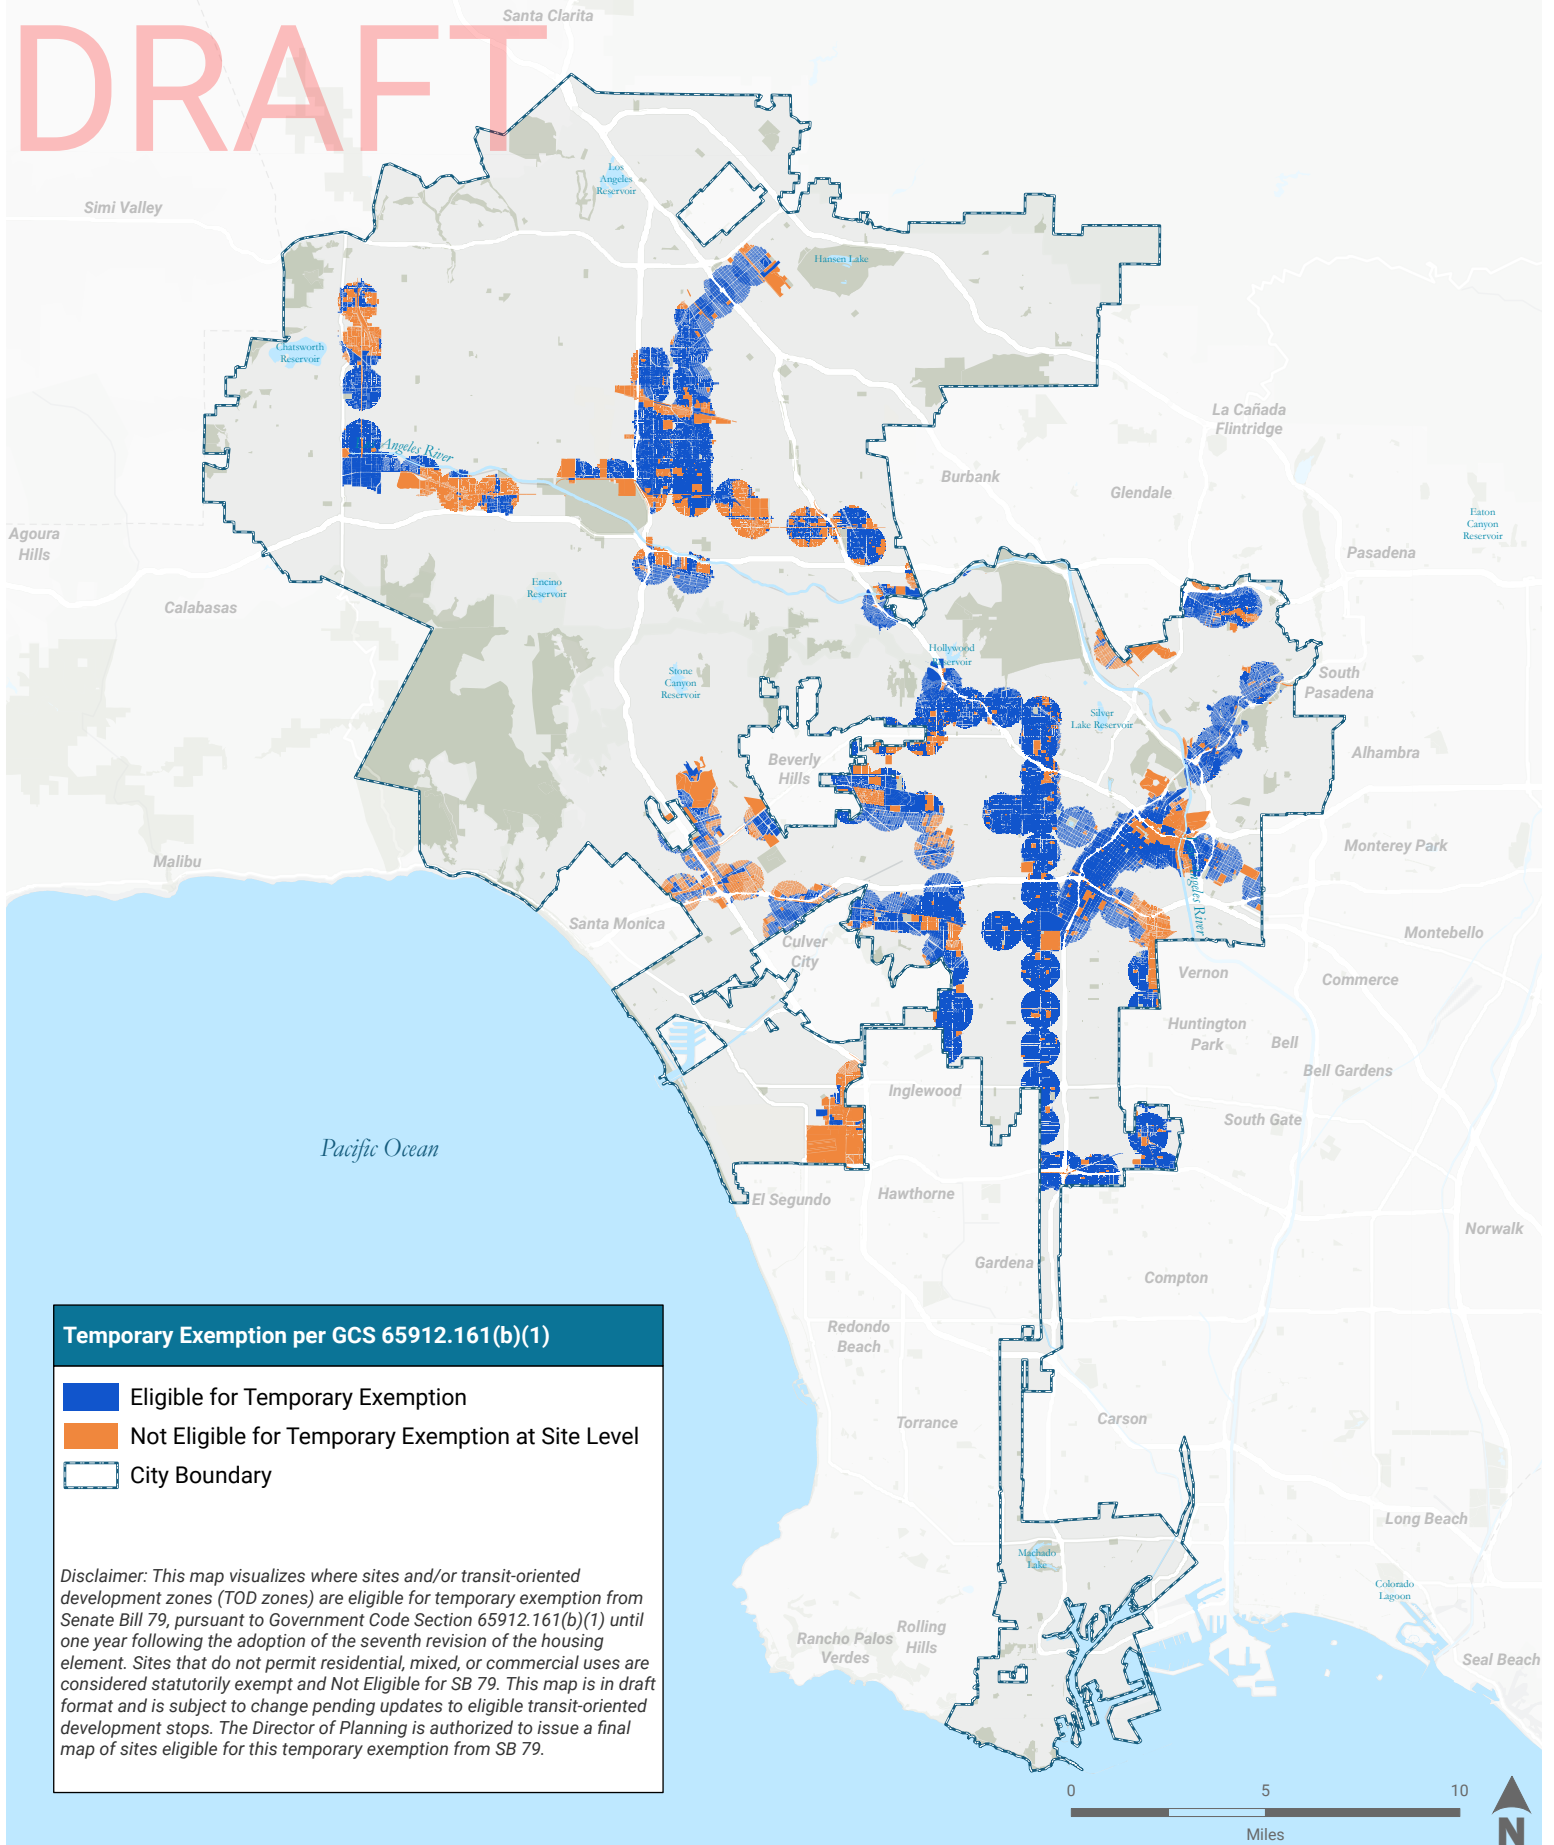 DRAFT
Santa Clarita
Los
Angeles
Reservoir
Simi Valley
Hansen Lake
Chatsworth
Reservoir
La Cañada
Flintridge
Angeles River
Burbank
Glendale
Eaton
Canyon
Reservoir
Agoura
Hills
Pasadena
Encino
Reservoir
Calabasas
Hollywood
Reservoir
Stone
Canyon
Reservoir
South
Pasadena
Silver
Lake Reservoir
Beverly
Hills
Alhambra
Malibu
Monterey Park
Angeles River
Santa Monica
Culver
City
Montebello
Vernon
Commerce
Huntington
Park
Bell
Bell Gardens
Inglewood
South Gate
Pacific Ocean
El Segundo
Hawthorne
Norwalk
Gardena
Compton
Redondo
Beach
Torrance
Carson
Long Beach
Machado
Lake
Colorado
Lagoon
Rolling
Hills
Rancho Palos
Verdes
Seal Beach
Temporary Exemption per GCS 65912.161(b)(1)
Eligible for Temporary Exemption
Not Eligible for Temporary Exemption at Site Level
City Boundary
Disclaimer: This map visualizes where sites and/or transit-oriented
development zones (TOD zones) are eligible for temporary exemption from
Senate Bill 79, pursuant to Government Code Section 65912.161(b)(1) until
one year following the adoption of the seventh revision of the housing
element. Sites that do not permit residential, mixed, or commercial uses are
considered statutorily exempt and Not Eligible for SB 79. This map is in draft
format and is subject to change pending updates to eligible transit-oriented
development stops. The Director of Planning is authorized to issue a final
map of sites eligible for this temporary exemption from SB 79.
0 5 10
Miles
N